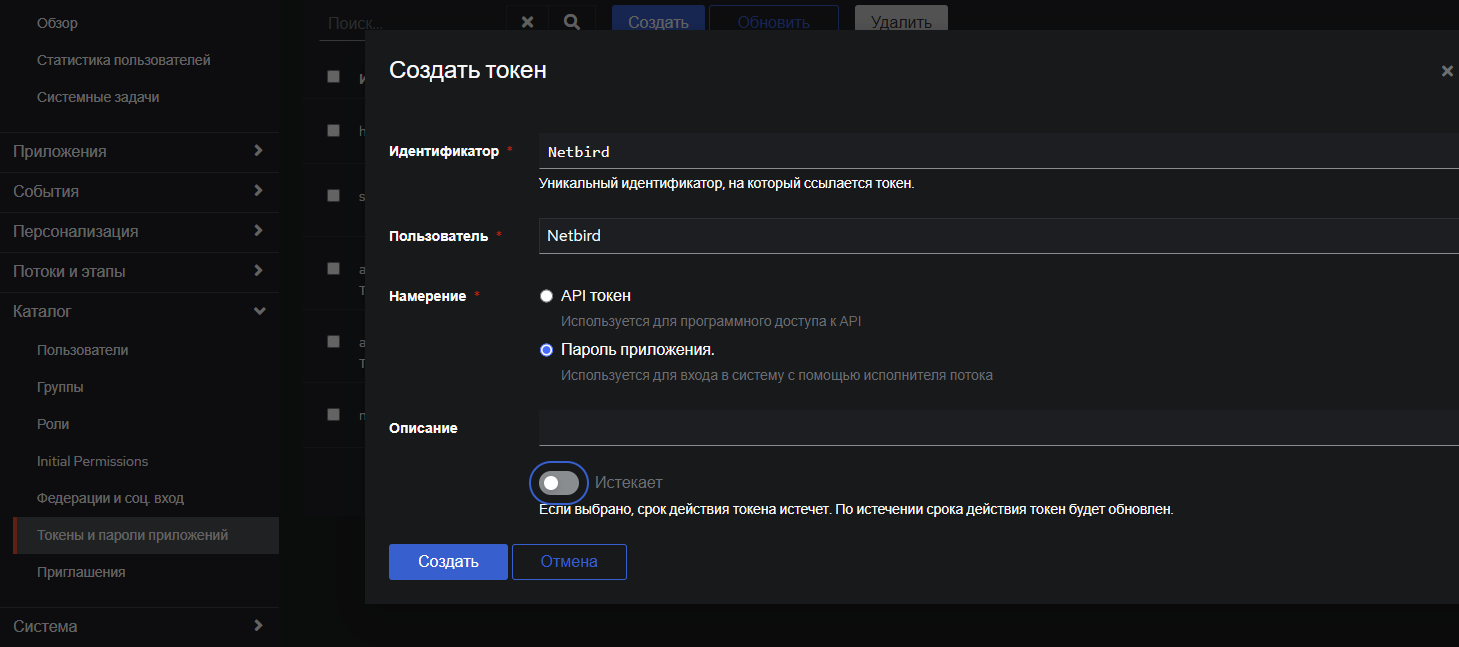 Обзор
Статистика пользователей
Системные задачи
Приложения
События
Персонализация
Потоки и этапы
Каталог
Пользователи
Группы
Роли
Initial Permissions
Федерации и соц. вход
Токены и пароли приложений
Приглашения
Система
Поиск...
Создать
Обновить
Удалить
Создать токен
Идентификатор *
Netbird
Уникальный идентификатор, на который ссылается токен.
Пользователь *
Netbird
Намерение *
API токен
Используется для программного доступа к API
Пароль приложения.
Используется для входа в систему с помощью исполнителя потока
Описание
Истекает
Если выбрано, срок действия токена истечет. По истечении срока действия токен будет обновлен.
Создать
Отмена